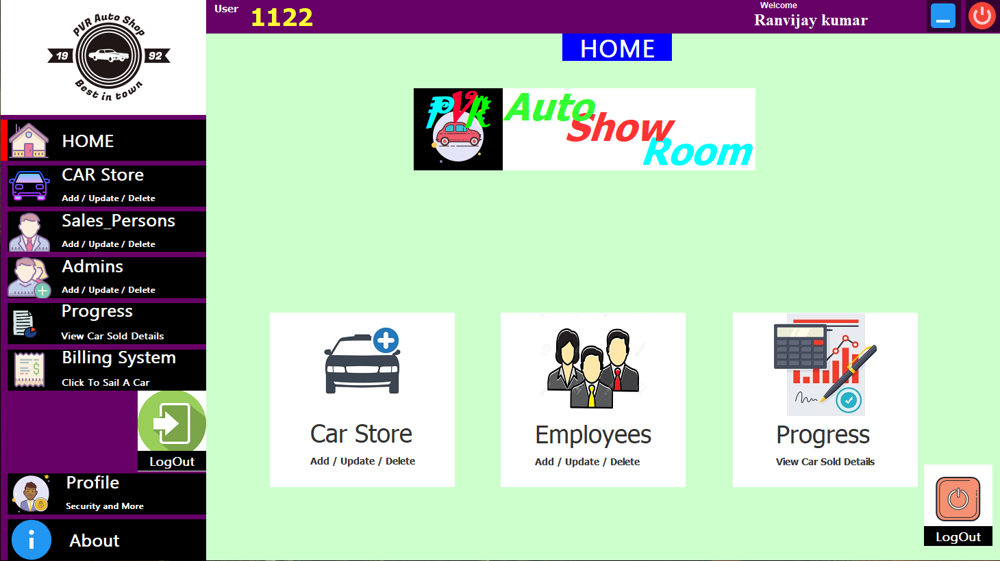 PVR Auto Shop
19 92
Best in town
User 1122
Welcome
Ranvijay kumar
HOME
PVR
Auto
Show
Room
HOME
CAR Store
Add / Update / Delete
Sales_Persons
Add / Update / Delete
Admins
Add / Update / Delete
Progress
View Car Sold Details
Billing System
Click To Sail A Car
LogOut
Profile
Security and More
About
Car Store
Add / Update / Delete
Employees
Add / Update / Delete
Progress
View Car Sold Details
LogOut